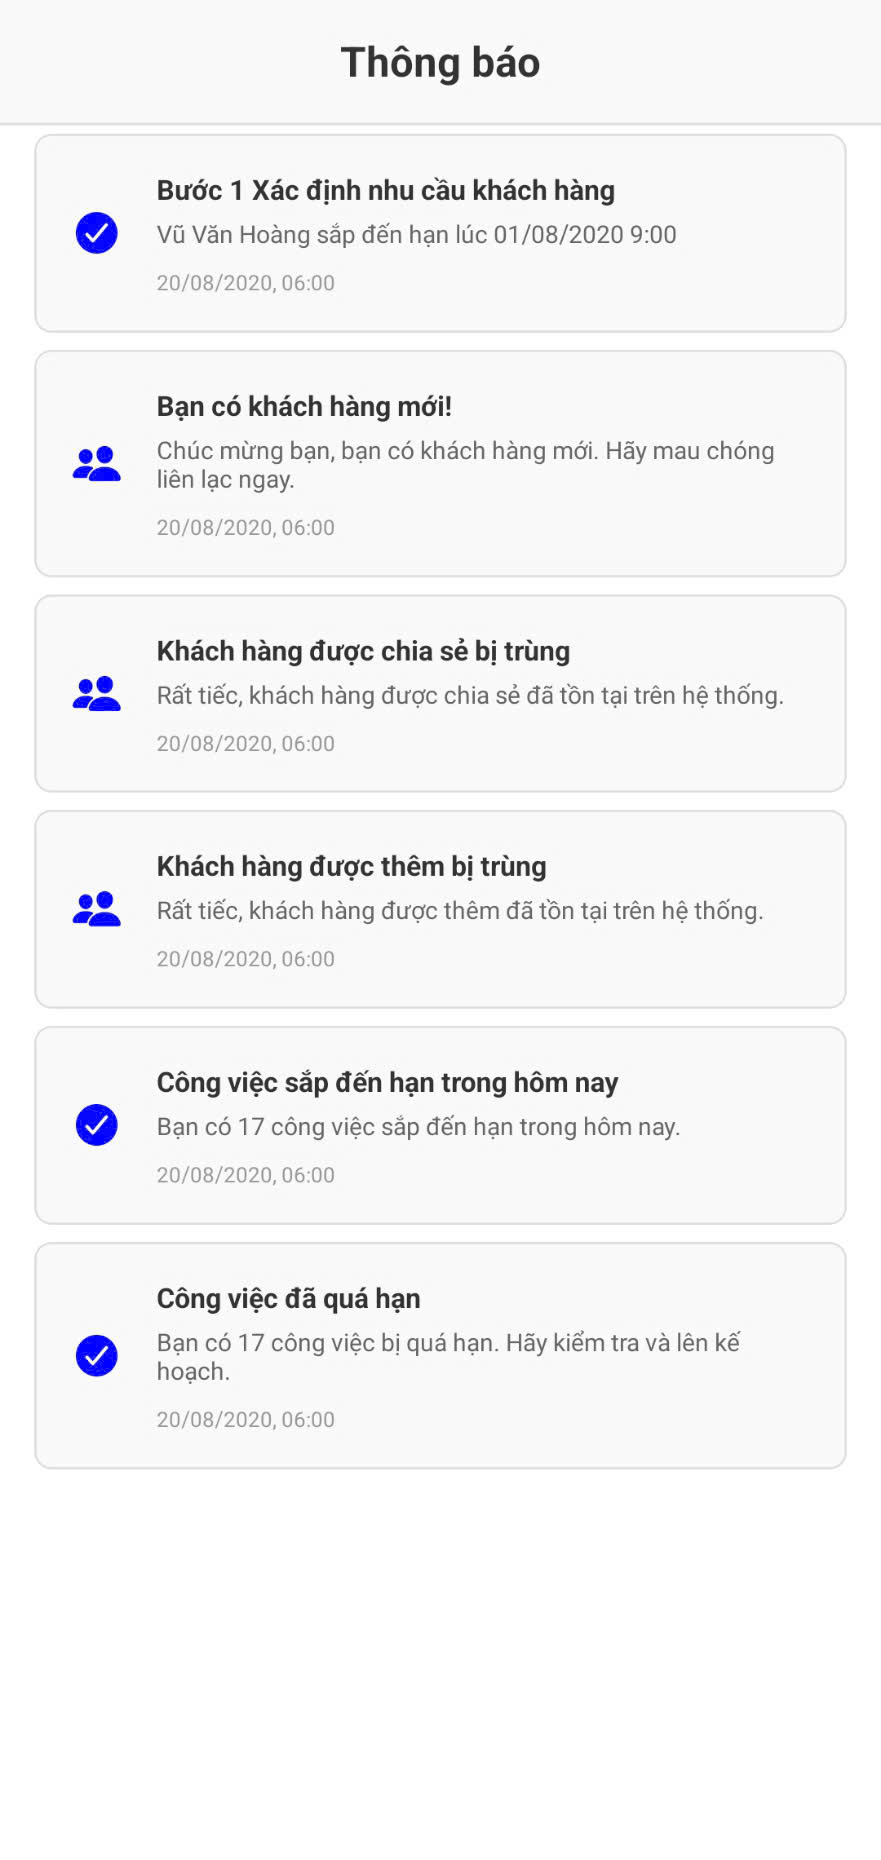 Thông báo
Bước 1 Xác định nhu cầu khách hàng
Vũ Văn Hoàng sắp đến hạn lúc 01/08/2020 9:00
20/08/2020, 06:00
Bạn có khách hàng mới!
Chúc mừng bạn, bạn có khách hàng mới. Hãy mau chóng
liên lạc ngay.
20/08/2020, 06:00
Khách hàng được chia sẻ bị trùng
Rất tiếc, khách hàng được chia sẻ đã tồn tại trên hệ thống.
20/08/2020, 06:00
Khách hàng được thêm bị trùng
Rất tiếc, khách hàng được thêm đã tồn tại trên hệ thống.
20/08/2020, 06:00
Công việc sắp đến hạn trong hôm nay
Bạn có 17 công việc sắp đến hạn trong hôm nay.
20/08/2020, 06:00
Công việc đã quá hạn
Bạn có 17 công việc bị quá hạn. Hãy kiểm tra và lên kế
hoạch.
20/08/2020, 06:00